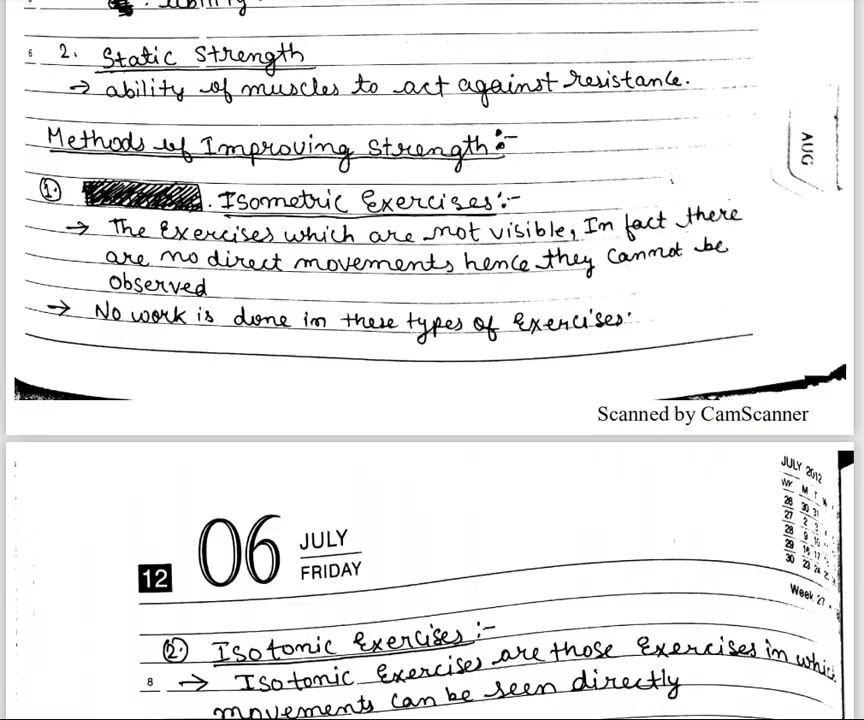 6 2. Static Strength
→ ability of muscles to act against resistance.
Methods of Improving Strength:-
AUG
①. Isometric Exercises:-
→ The Exercises which are not visible, In fact there
are no direct movements hence they cannot be
observed
→ No work is done in these types of Exercises.
Scanned by CamScanner
JULY 2012
12 06 JULY
FRIDAY
Week 27
②. Isotonic Exercises:-
8 → Isotonic Exercises are those Exercises in which
movements can be seen directly